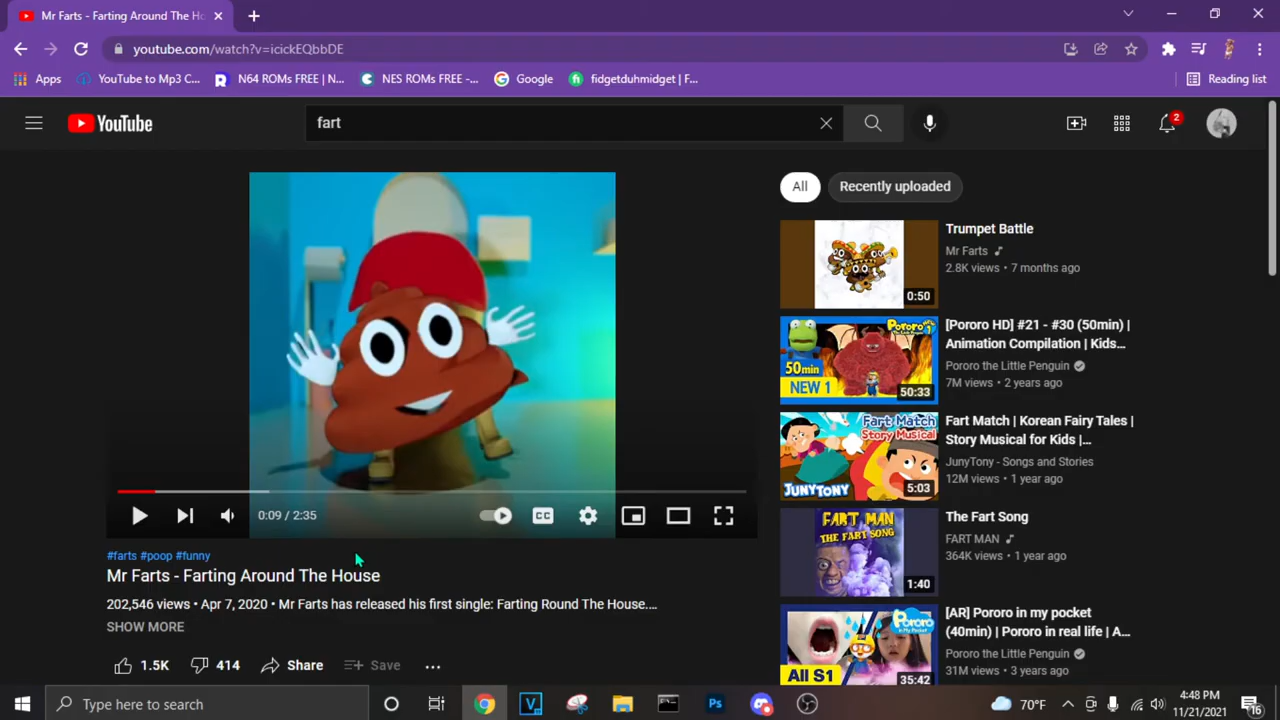 Mr Farts - Farting Around The Ho
youtube.com/watch?v=icickEQbbDE
Apps
YouTube to Mp3 C...
N64 ROMs FREE | N...
NES ROMs FREE -...
Google
fidgetduhmidget | F...
Reading list
YouTube
fart
2
All
Recently uploaded
0:09 / 2:35
CC
#farts #poop #funny
Mr Farts - Farting Around The House
202,546 views • Apr 7, 2020 • Mr Farts has released his first single: Farting Round The House....
SHOW MORE
1.5K
414
Share
Save
Trumpet Battle
Mr Farts
2.8K views • 7 months ago
0:50
Pororo
50min
NEW 1
50:33
[Pororo HD] #21 - #30 (50min) |
Animation Compilation | Kids...
Pororo the Little Penguin
7M views • 2 years ago
Fart Match
Story Musical
JUNYTONY
5:03
Fart Match | Korean Fairy Tales |
Story Musical for Kids |...
JunyTony - Songs and Stories
12M views • 1 year ago
FART MAN
THE FART SONG
1:40
The Fart Song
FART MAN
364K views • 1 year ago
All S1
35:42
[AR] Pororo in my pocket
(40min) | Pororo in real life | A...
Pororo the Little Penguin
31M views • 3 years ago
Type here to search
V
Ps
70°F
4:48 PM
11/21/2021
16